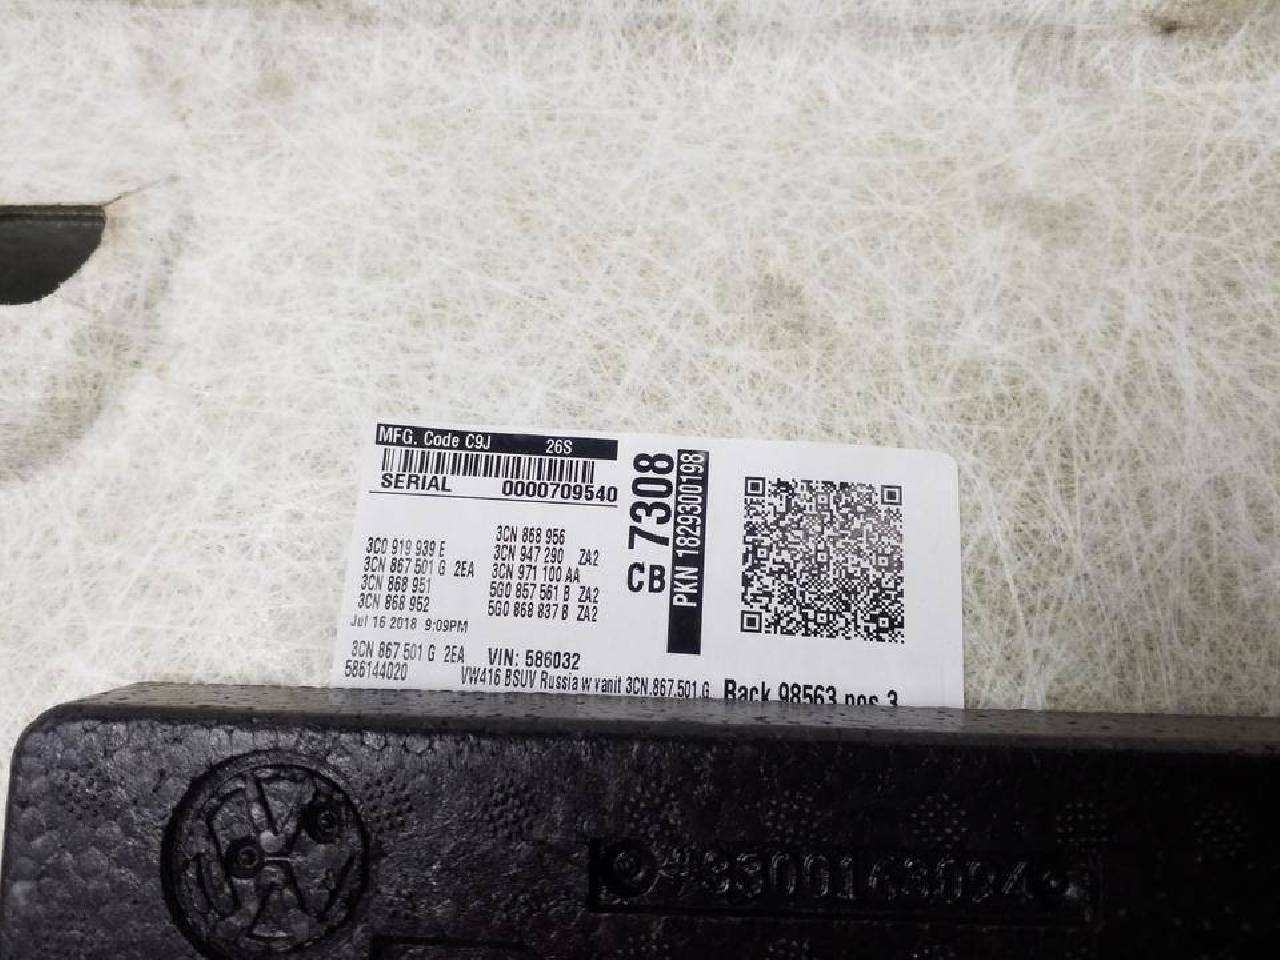 MFG. Code C9J 26S
SERIAL 0000709540
3C0 919 939 E
3CN 867 501 G 2EA
3CN 868 951
3CN 868 952
3CN 868 956
3CN 947 290 ZA2
3CN 971 100 AA
5G0 857 561 B ZA2
5G0 868 837 B ZA2
Jul 16 2018 9:09PM
3CN 867 501 G 2EA VIN: 586032
586144020 VW416 BSUV Russia w vanit 3CN.867.501.G
CB 7308
PKN 1829300198
Rack 98563 pos 3